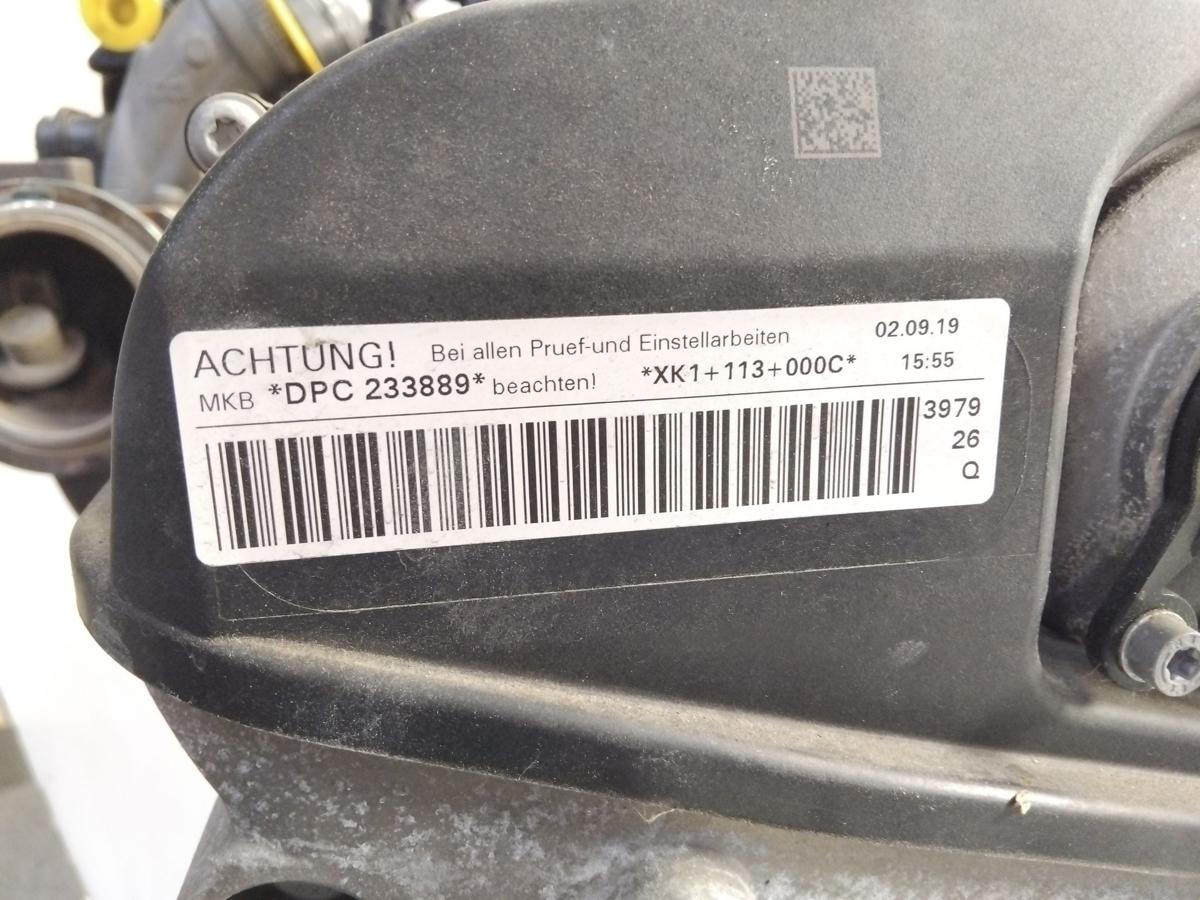 ACHTUNG! Bei allen Pruef-und Einstellarbeiten 02.09.19
MKB *DPC 233889* beachten! *XK1+113+000C* 15:55
3979
26
Q